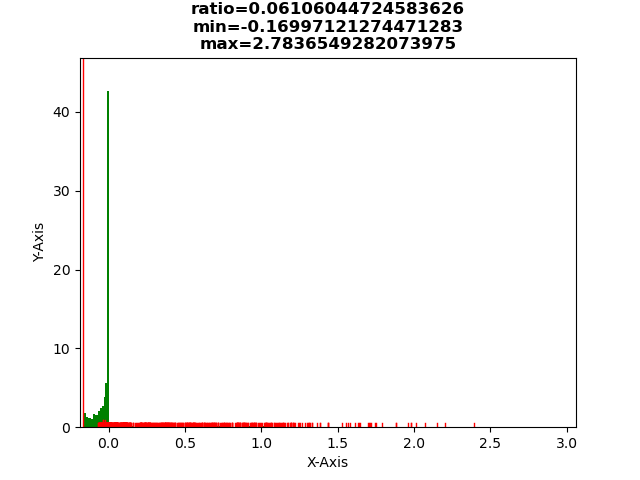 ratio=0.06106044724583626
min=-0.16997121274471283
max=2.7836549282073975
40
30
20
10
0
Y-Axis
0.0 0.5 1.0 1.5 2.0 2.5 3.0
X-Axis